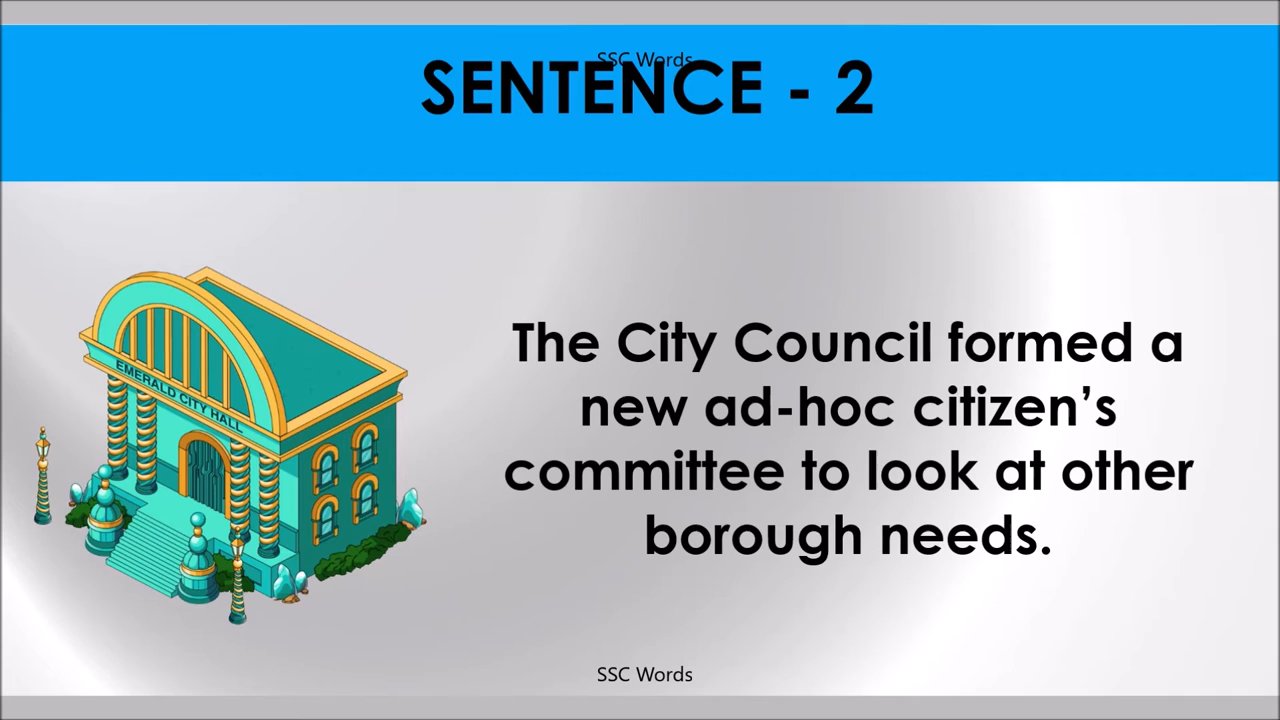 SSC Words
SENTENCE - 2
EMERALD CITY HALL
The City Council formed a
new ad-hoc citizen’s
committee to look at other
borough needs.
SSC Words